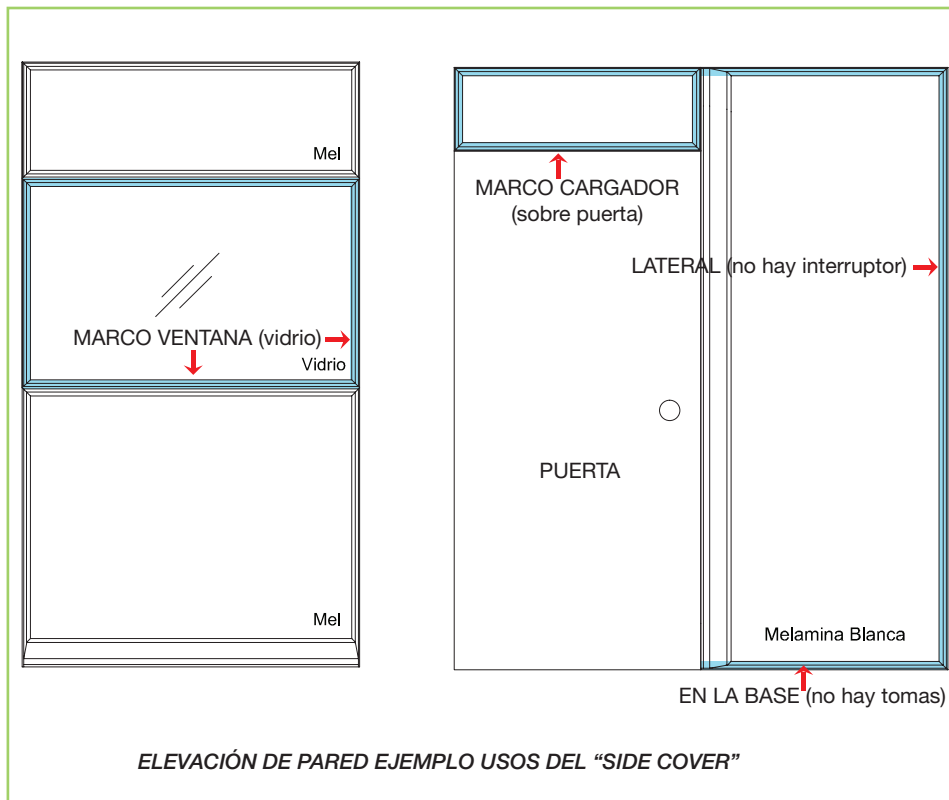 Mel
MARCO VENTANA (vidrio)
Vidrio
Mel
MARCO CARGADOR
(sobre puerta)
LATERAL (no hay interruptor)
PUERTA
Melamina Blanca
EN LA BASE (no hay tomas)
ELEVACIÓN DE PARED EJEMPLO USOS DEL “SIDE COVER”